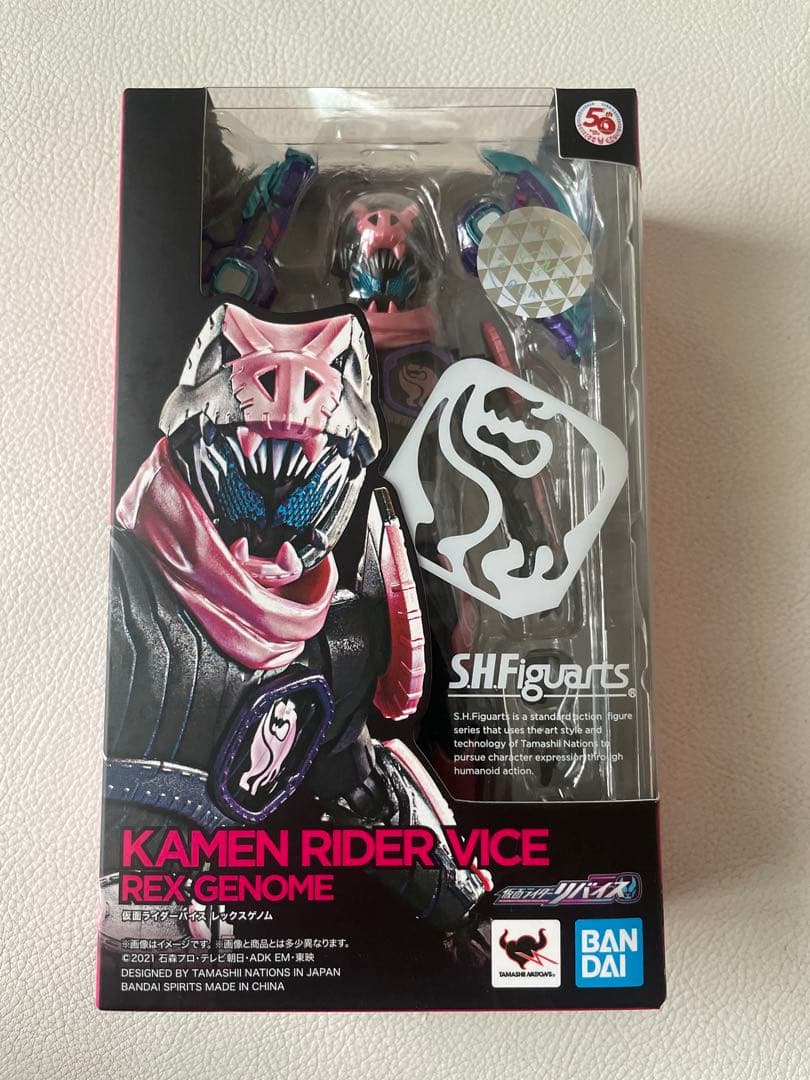 50th
S.H.Figuarts®
S.H.Figuarts is a standard action figure
series that uses the art style and
technology of Tamashii Nations to
pursue character expression through
humanoid action.
KAMEN RIDER VICE
REX GENOME
仮面ライダーバイス レックスゲノム
仮面ライダーリバイス
※画像はイメージです。※画像と商品とは多少異なります。
©2021 石森プロ・テレビ朝日・ADK EM・東映
DESIGNED BY TAMASHII NATIONS IN JAPAN
BANDAI SPIRITS MADE IN CHINA
TAMASHII NATIONS®
BAN
DAI